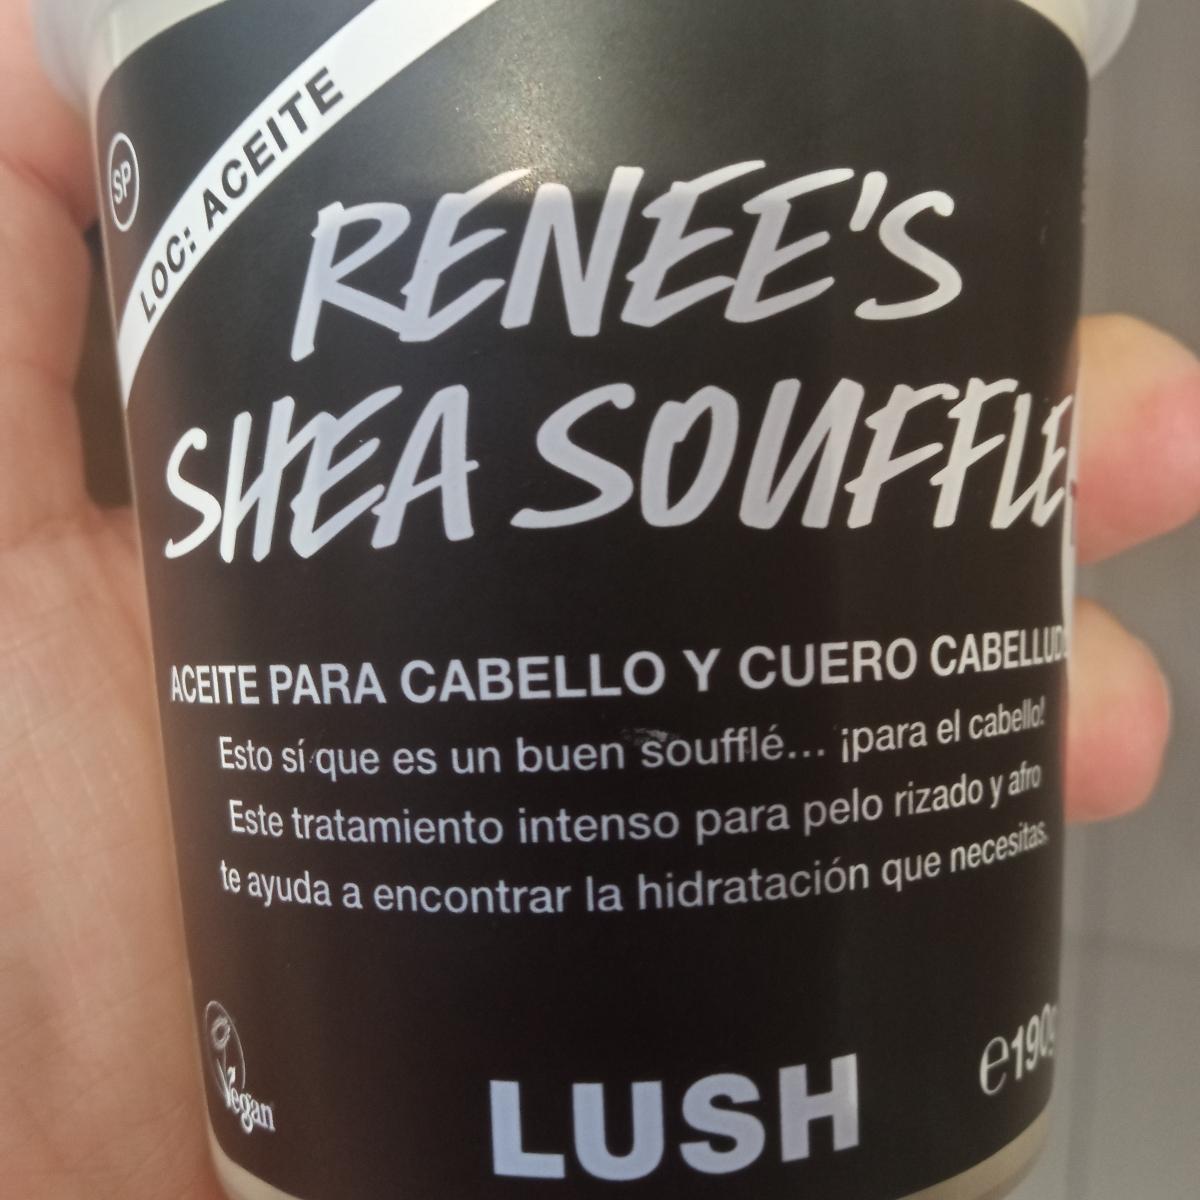 SP
LOC: ACEITE
RENEE'S
SHEA SOUFFLE
ACEITE PARA CABELLO Y CUERO CABELLUDO
Esto sí que es un buen soufflé... ¡para el cabello!
Este tratamiento intenso para pelo rizado y afro
te ayuda a encontrar la hidratación que necesitas.
Vegan
LUSH
℮190g